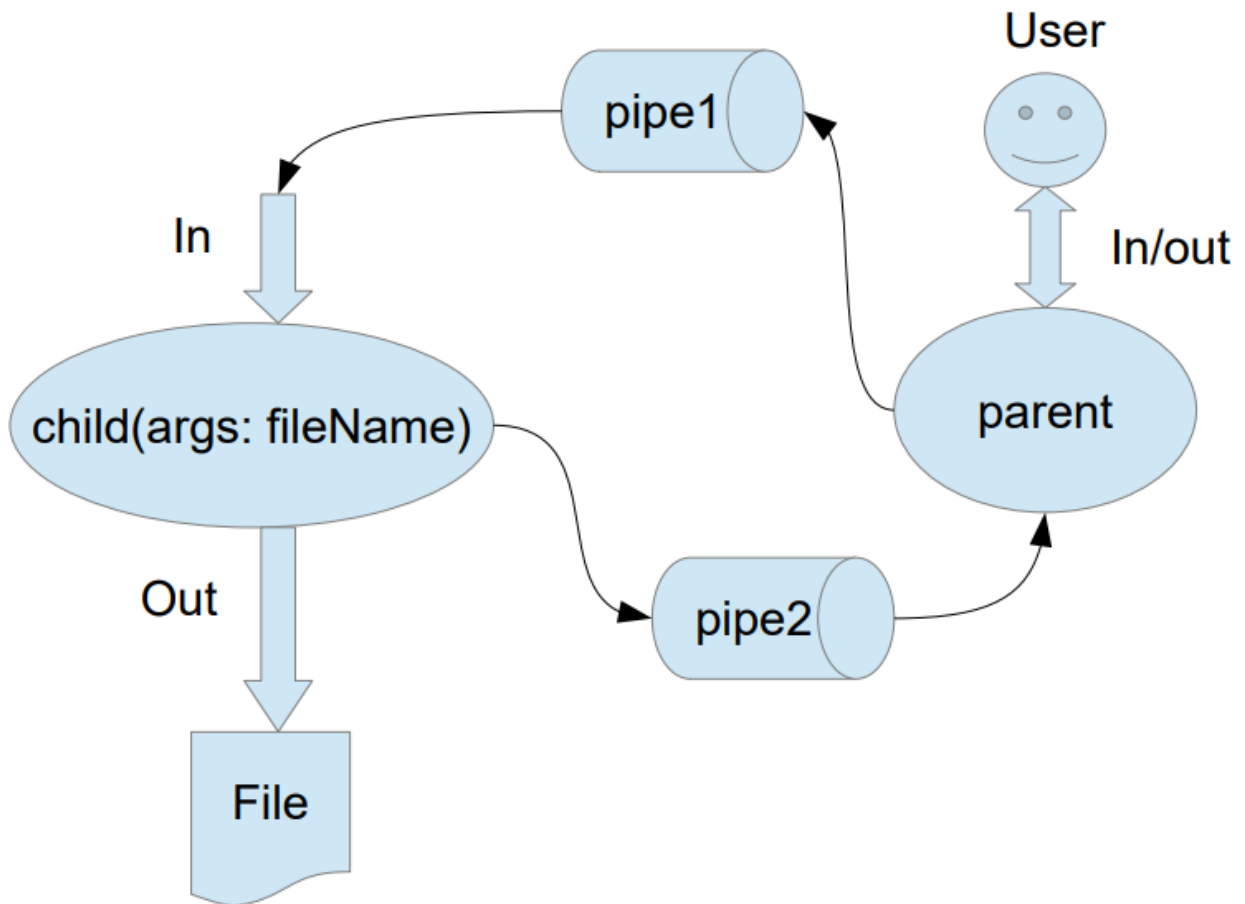 User
pipe1
In
In/out
child(args: fileName)
parent
Out
pipe2
File